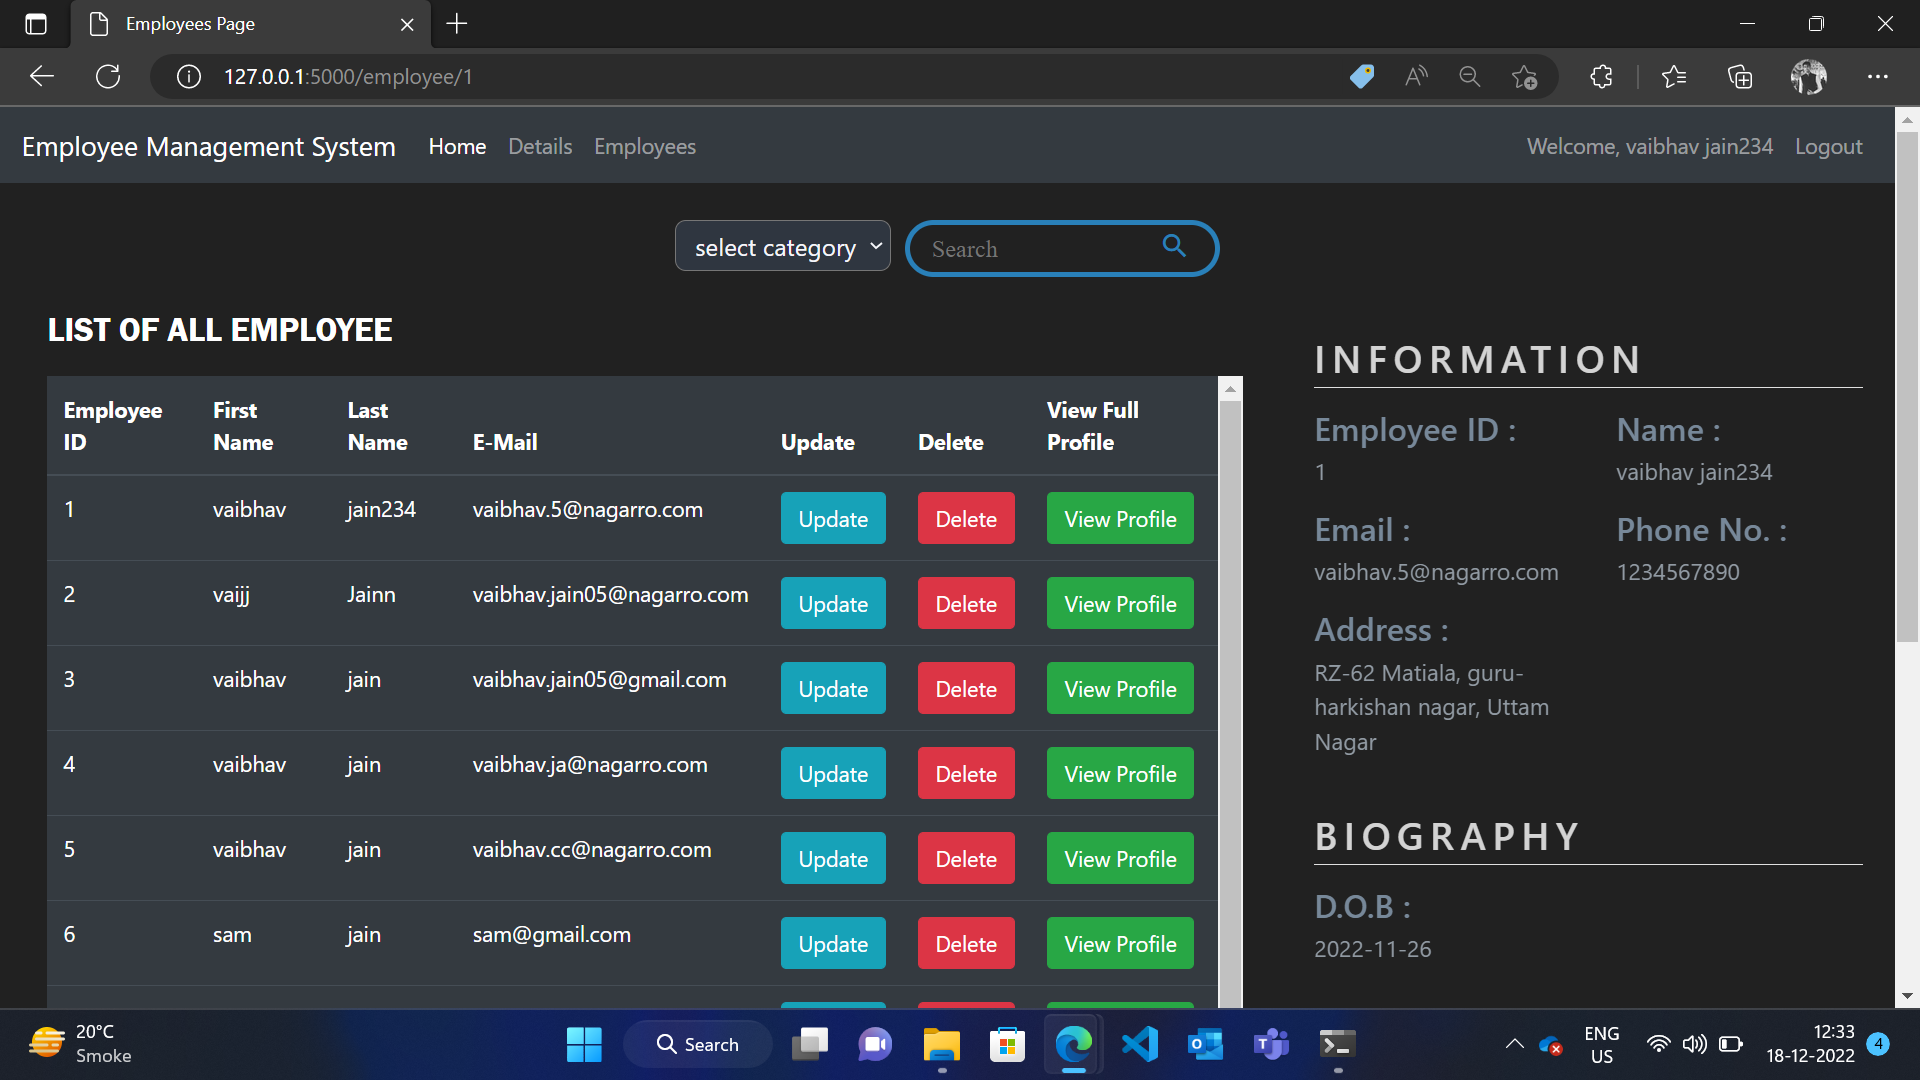 Employees Page
127.0.0.1:5000/employee/1
Employee Management System Home Details Employees Welcome, vaibhav jain234 Logout
select category Search
LIST OF ALL EMPLOYEE
Employee ID First Name Last Name E-Mail Update Delete View Full Profile
1 vaibhav jain234 vaibhav.5@nagarro.com Update Delete View Profile
2 vaijj Jainn vaibhav.jain05@nagarro.com Update Delete View Profile
3 vaibhav jain vaibhav.jain05@gmail.com Update Delete View Profile
4 vaibhav jain vaibhav.ja@nagarro.com Update Delete View Profile
5 vaibhav jain vaibhav.cc@nagarro.com Update Delete View Profile
6 sam jain sam@gmail.com Update Delete View Profile
INFORMATION
Employee ID : Name :
1 vaibhav jain234
Email : Phone No. :
vaibhav.5@nagarro.com 1234567890
Address :
RZ-62 Matiala, guru-
harkishan nagar, Uttam
Nagar
BIOGRAPHY
D.O.B :
2022-11-26
20°C
Smoke
Search
ENG
US
12:33
18-12-2022
4